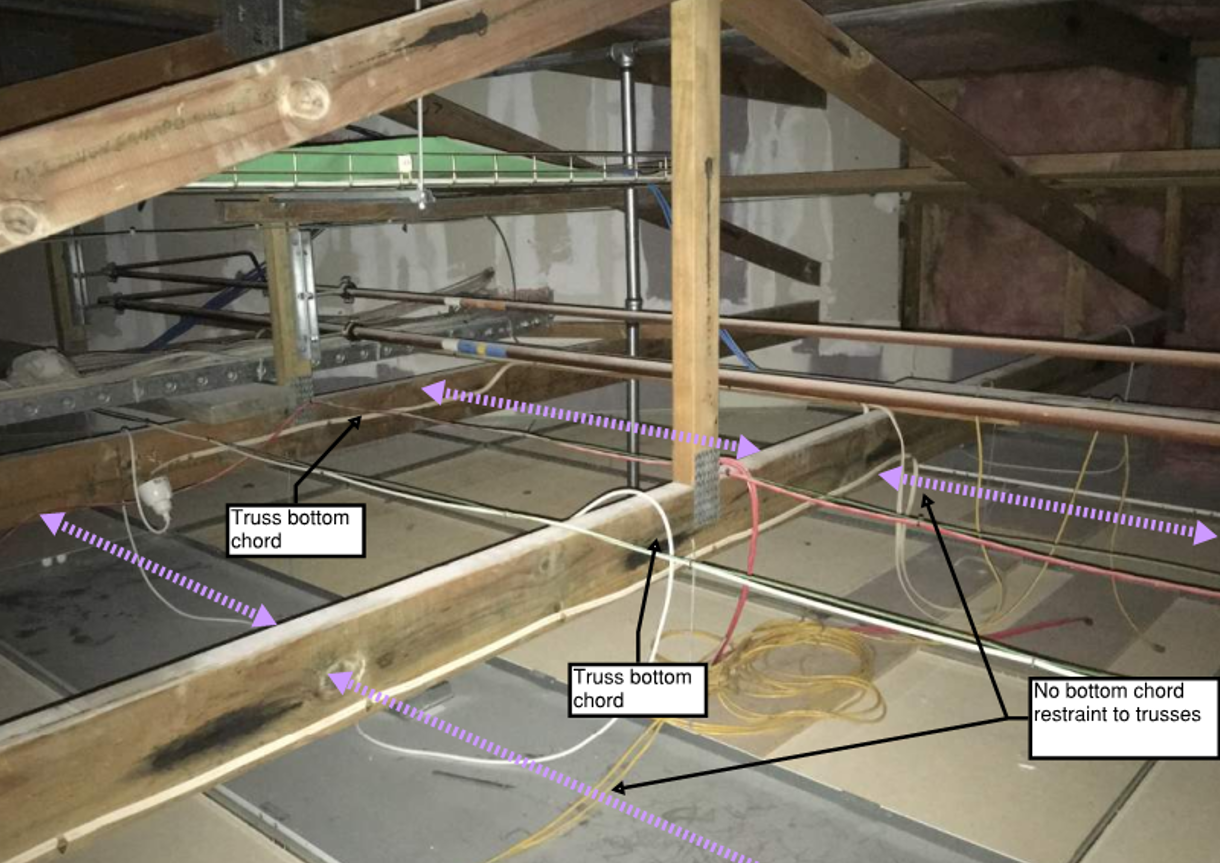 Truss bottom
chord
Truss bottom
chord
No bottom chord
restraint to trusses